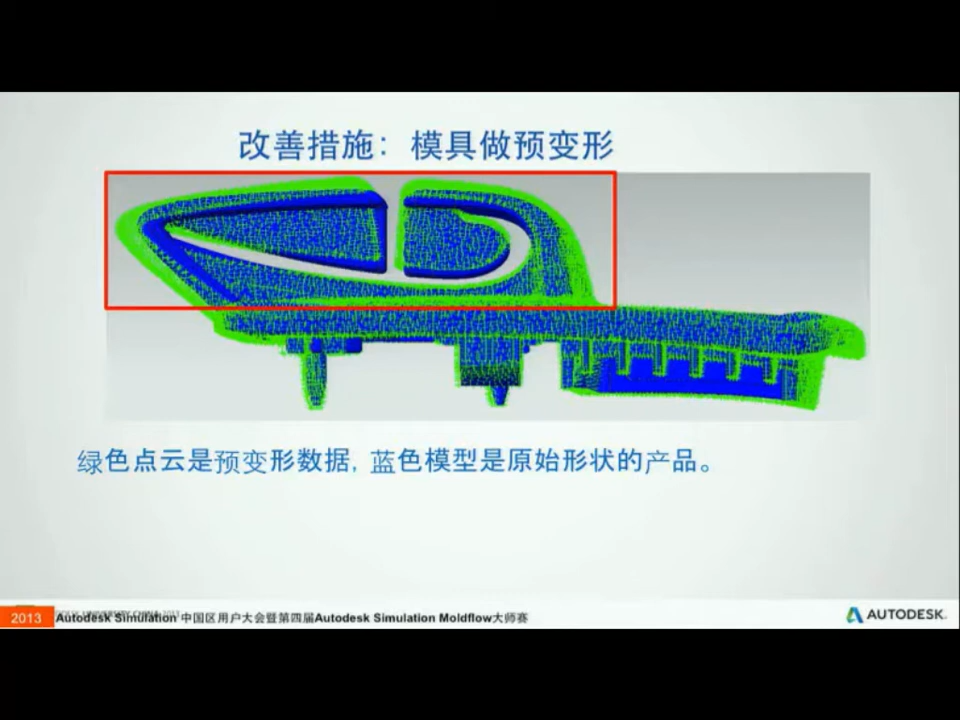 改善措施：模具做预变形
绿色点云是预变形数据, 蓝色模型是原始形状的产品。
2013
Autodesk Simulation 中国区用户大会暨第四届Autodesk Simulation Moldflow大师赛
AUTODESK.